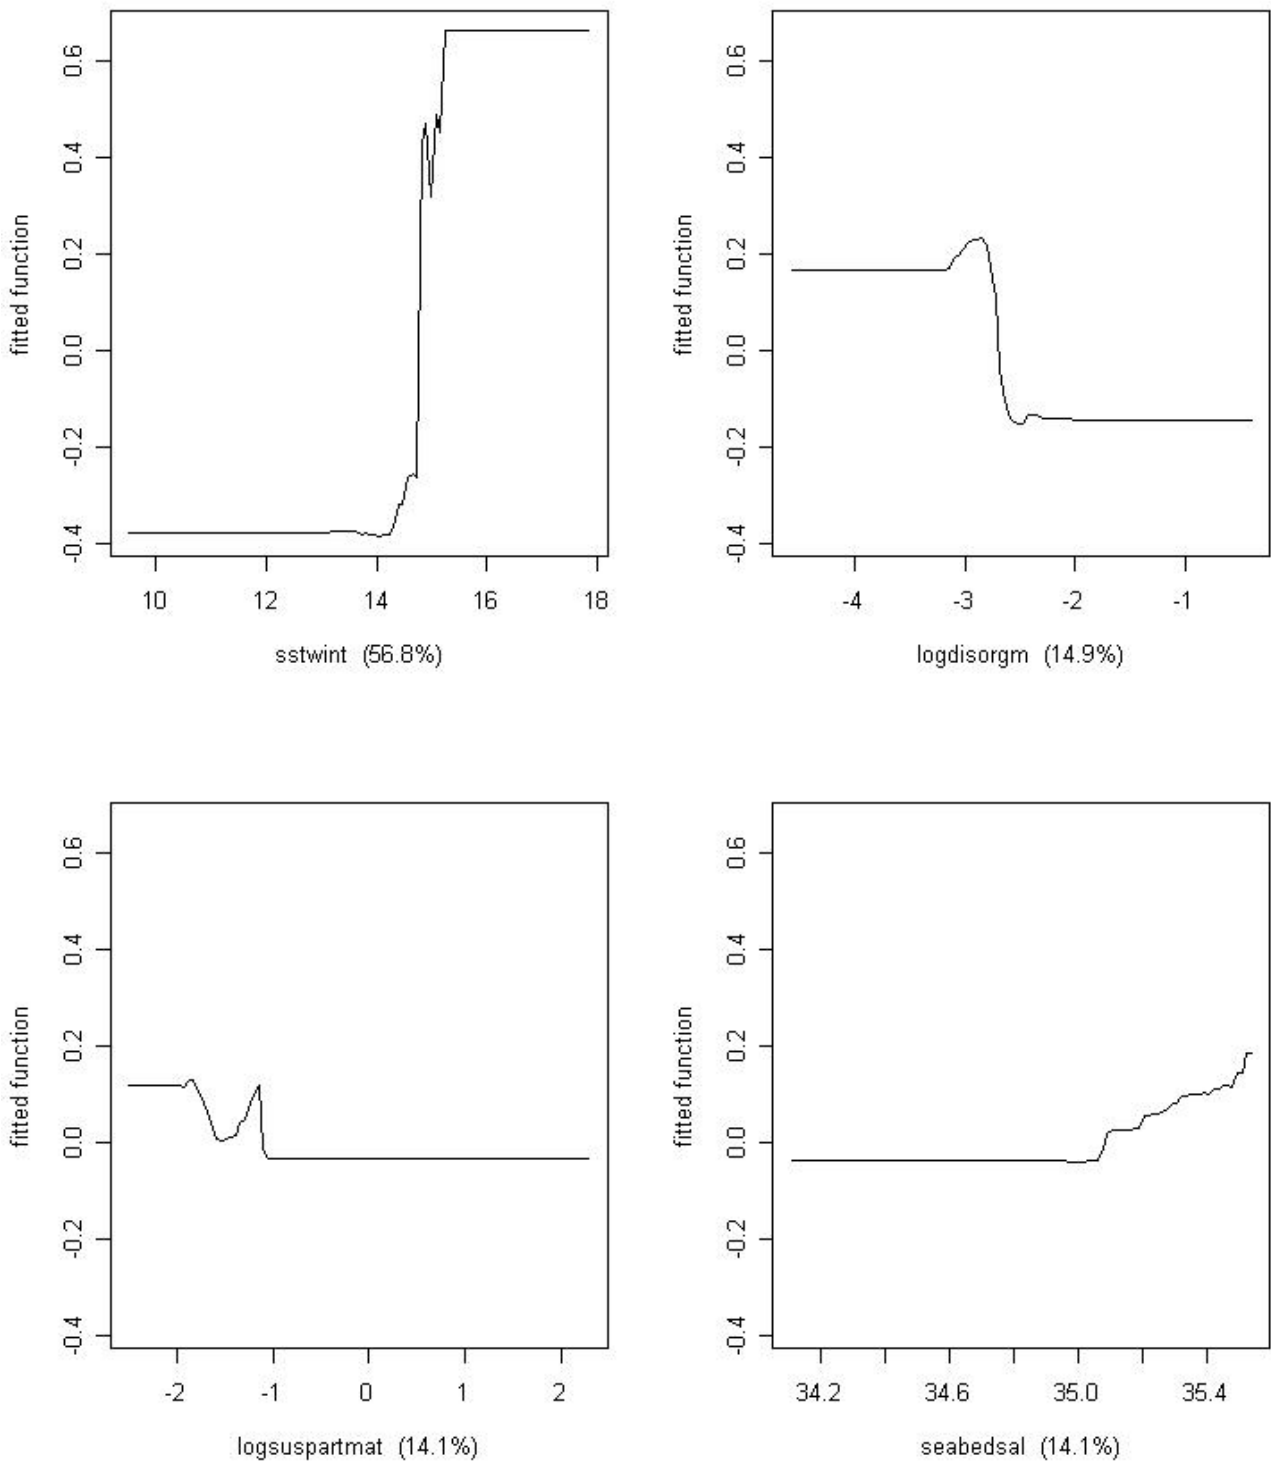 fitted function
0.6
0.4
0.2
0.0
-0.2
-0.4
10 12 14 16 18
sstwint (56.8%)
fitted function
0.6
0.4
0.2
0.0
-0.2
-0.4
-4 -3 -2 -1
logdisorgm (14.9%)
fitted function
0.6
0.4
0.2
0.0
-0.2
-0.4
-2 -1 0 1 2
logsuspartmat (14.1%)
fitted function
0.6
0.4
0.2
0.0
-0.2
-0.4
34.2 34.6 35.0 35.4
seabedsal (14.1%)